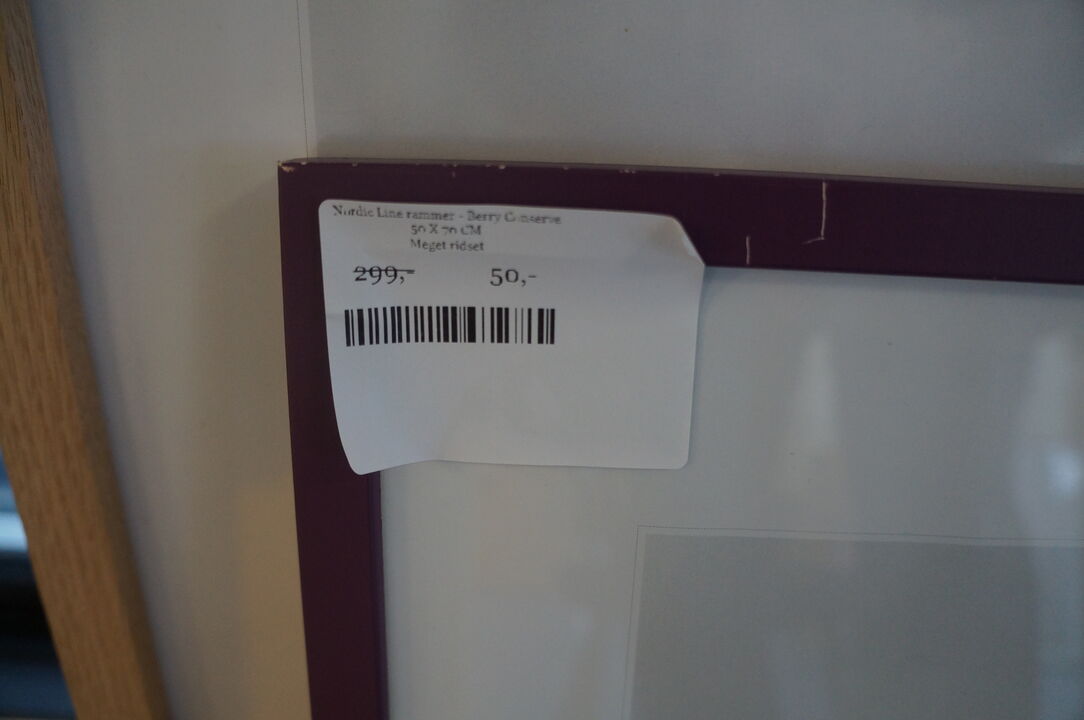 Nordic Line rammer - Berry Conserve
50 X 70 CM
Meget ridset
299,- 50,-